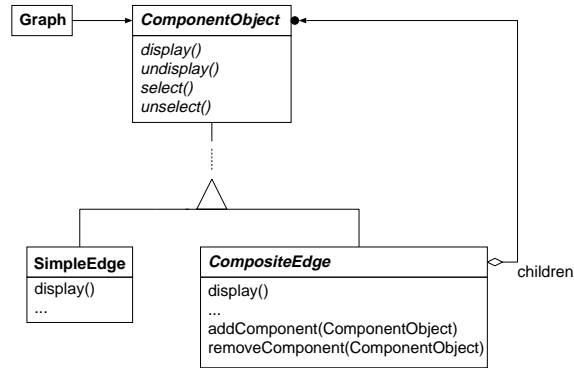 Graph
ComponentObject
display()
undisplay()
select()
unselect()
SimpleEdge
display()
...
CompositeEdge
display()
...
addComponent(ComponentObject)
removeComponent(ComponentObject)
children